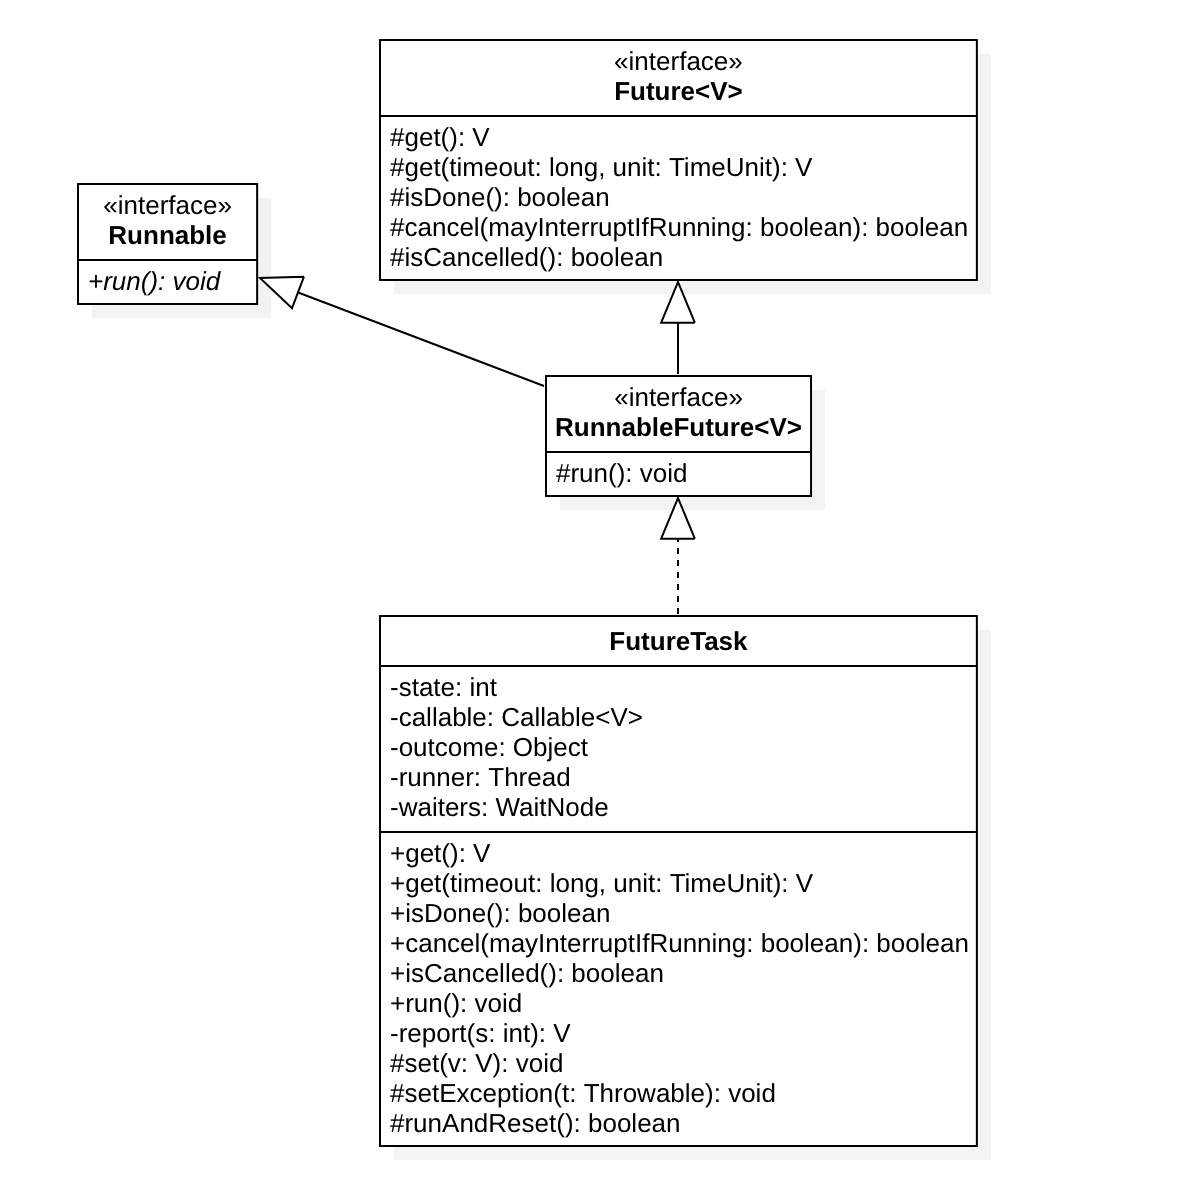 «interface»
Future<V>
#get(): V
#get(timeout: long, unit: TimeUnit): V
#isDone(): boolean
#cancel(mayInterruptIfRunning: boolean): boolean
#isCancelled(): boolean
«interface»
Runnable
+run(): void
«interface»
RunnableFuture<V>
#run(): void
FutureTask
-state: int
-callable: Callable<V>
-outcome: Object
-runner: Thread
-waiters: WaitNode
+get(): V
+get(timeout: long, unit: TimeUnit): V
+isDone(): boolean
+cancel(mayInterruptIfRunning: boolean): boolean
+isCancelled(): boolean
+run(): void
-report(s: int): V
#set(v: V): void
#setException(t: Throwable): void
#runAndReset(): boolean